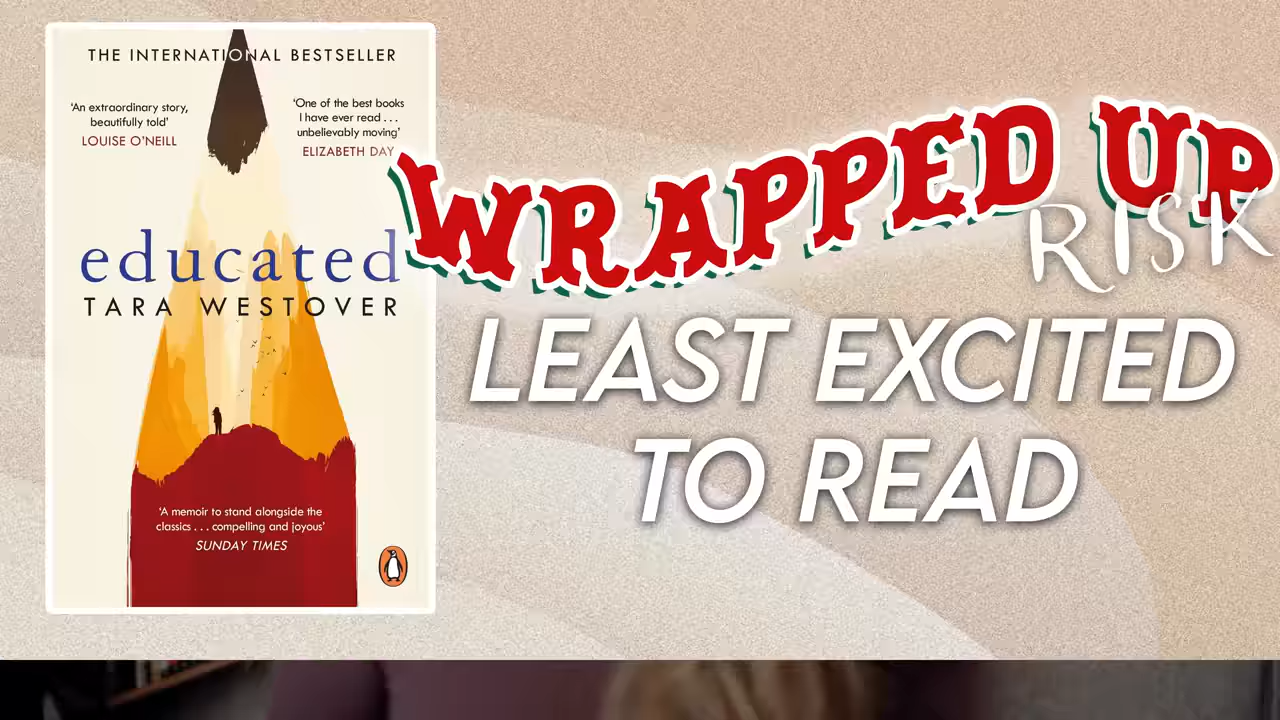 THE INTERNATIONAL BESTSELLER
'An extraordinary story,
beautifully told'
LOUISE O'NEILL
'One of the best books
I have ever read . . .
unbelievably moving'
ELIZABETH DAY
educated
TARA WESTOVER
'A memoir to stand alongside the
classics . . . compelling and joyous'
SUNDAY TIMES
WRAPPED UP
RISK
LEAST EXCITED
TO READ